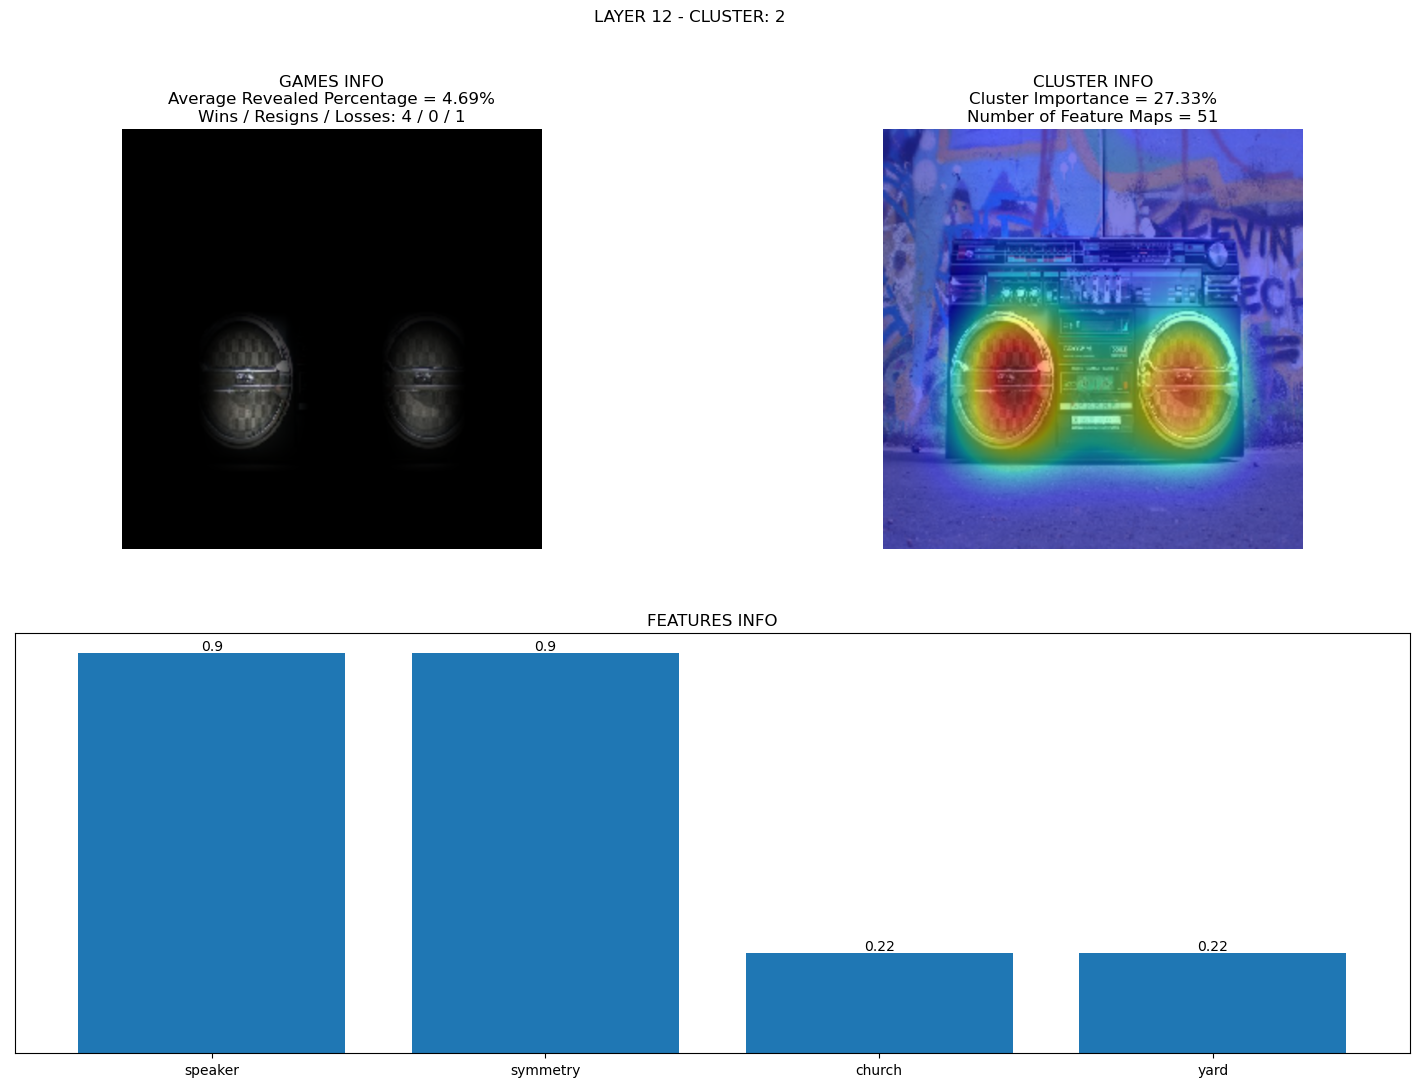 LAYER 12 - CLUSTER: 2
GAMES INFO
Average Revealed Percentage = 4.69%
Wins / Resigns / Losses: 4 / 0 / 1
CLUSTER INFO
Cluster Importance = 27.33%
Number of Feature Maps = 51
EVIN
ECH
FEATURES INFO
0.9
0.9
0.22
0.22
speaker
symmetry
church
yard